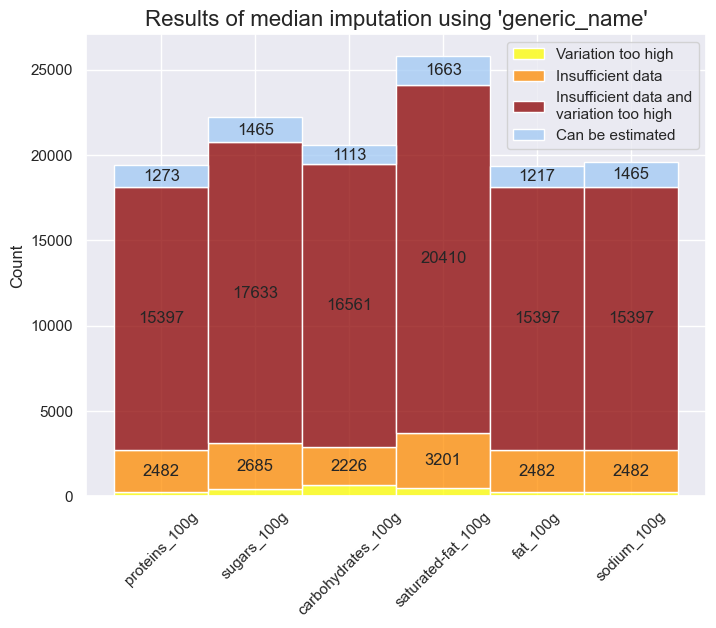 Results of median imputation using 'generic_name'
Variation too high
Insufficient data
Insufficient data and
variation too high
Can be estimated
Count
25000
20000
15000
10000
5000
0
1273
1465
1113
1663
1217
1465
15397
17633
16561
20410
15397
15397
2482
2685
2226
3201
2482
2482
proteins_100g
sugars_100g
carbohydrates_100g
saturated-fat_100g
fat_100g
sodium_100g